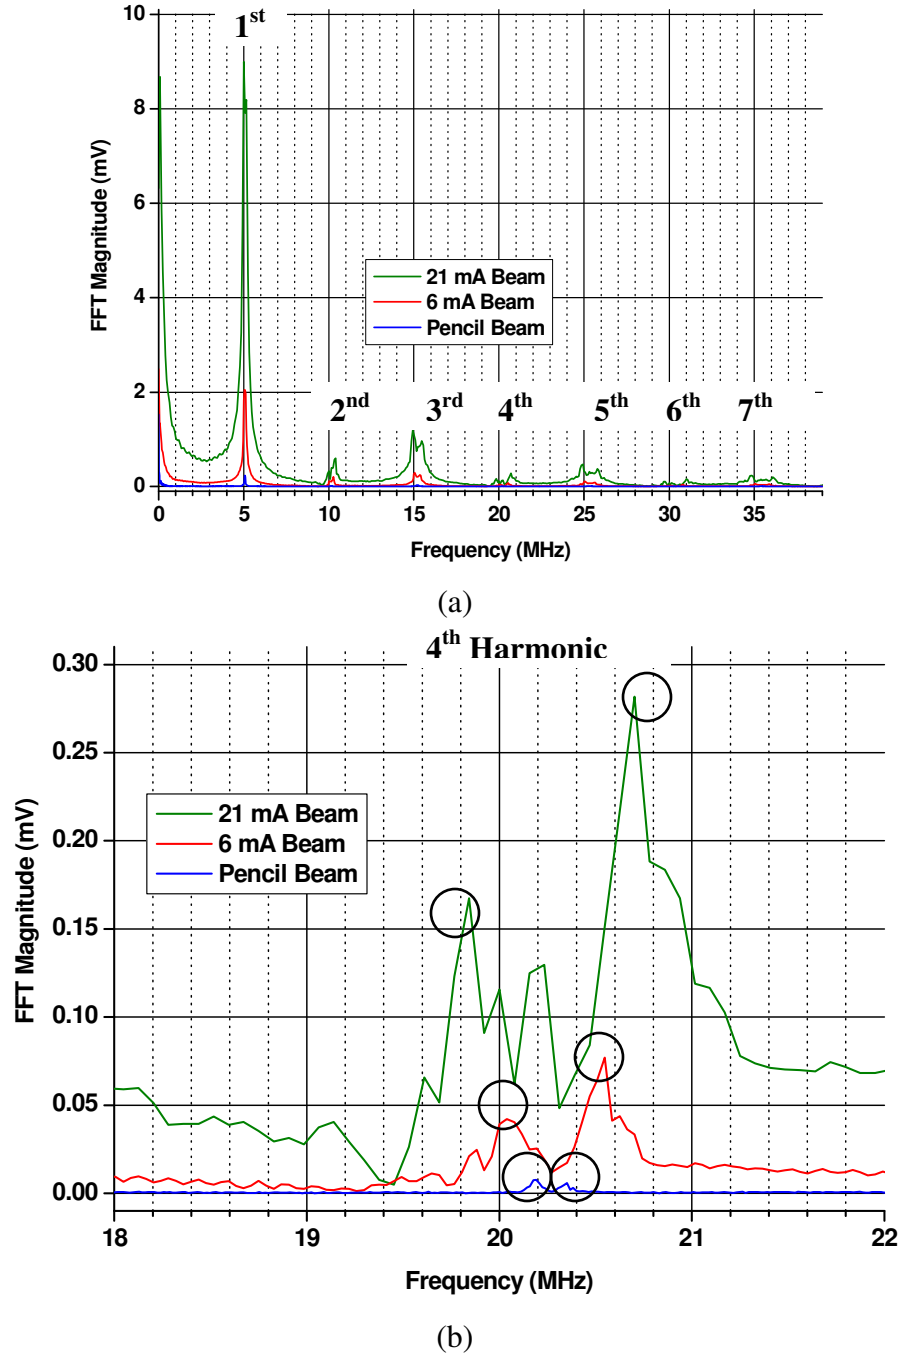 1st
10
8
6
4
2
0
FFT Magnitude (mV)
21 mA Beam
6 mA Beam
Pencil Beam
2nd 3rd 4th 5th 6th 7th
0 5 10 15 20 25 30 35
Frequency (MHz)
(a)
4th Harmonic
0.30
0.25
0.20
0.15
0.10
0.05
0.00
FFT Magnitude (mV)
21 mA Beam
6 mA Beam
Pencil Beam
18 19 20 21 22
Frequency (MHz)
(b)